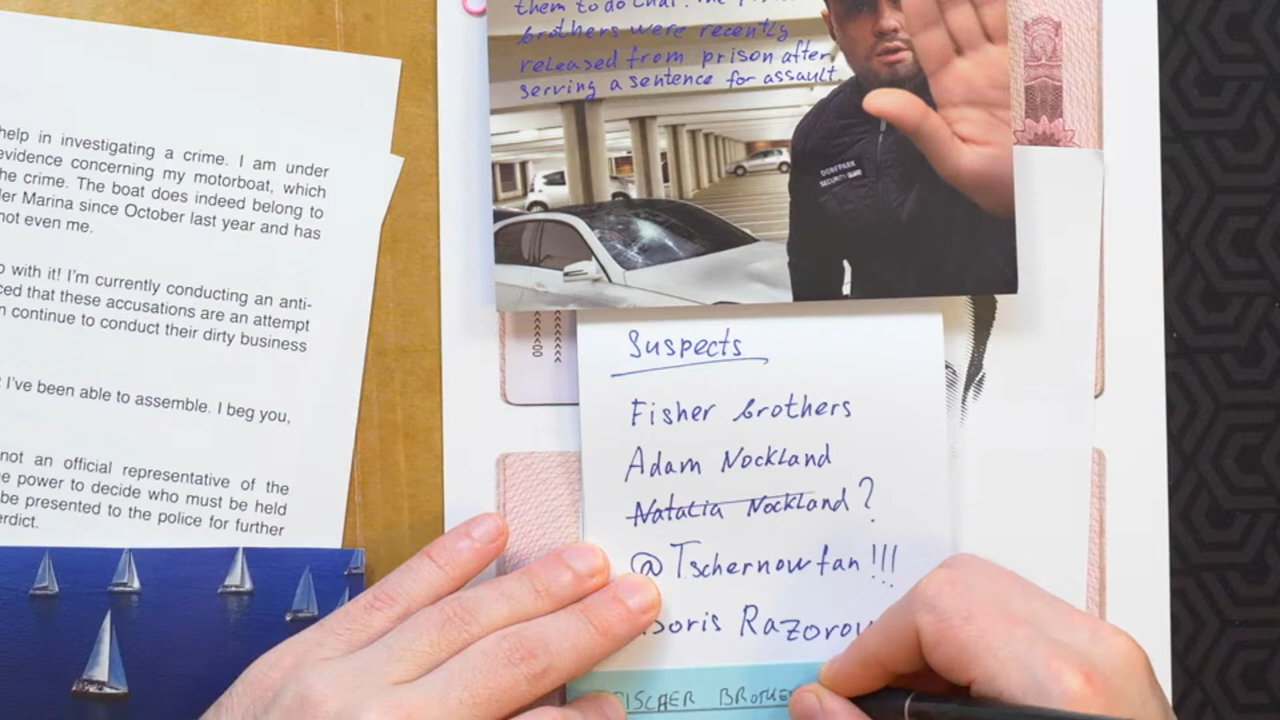 help in investigating a crime. I am under
evidence concerning my motorboat, which
he crime. The boat does indeed belong to
ler Marina since October last year and has
not even me.
o with it! I'm currently conducting an anti-
ced that these accusations are an attempt
n continue to conduct their dirty business
I've been able to assemble. I beg you,
not an official representative of the
e power to decide who must be held
be presented to the police for further
erdict.
them to do that.
brothers were recently
released from prison after
serving a sentence for assault.
SECURITY GUARD
Suspects
Fisher brothers
Adam Nockland
Natalia Nockland?
@Tschernowfan!!!
Boris Razorov
FISCHER BROTHE